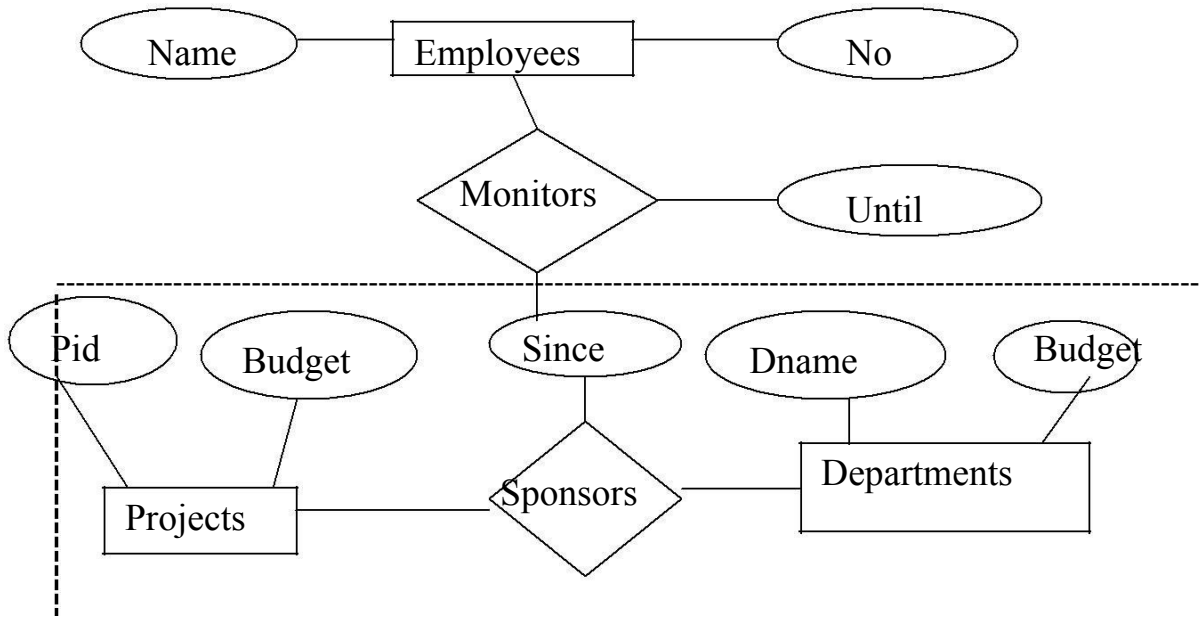 Name
Employees
No
Monitors
Until
Pid
Budget
Since
Dname
Budget
Projects
Sponsors
Departments